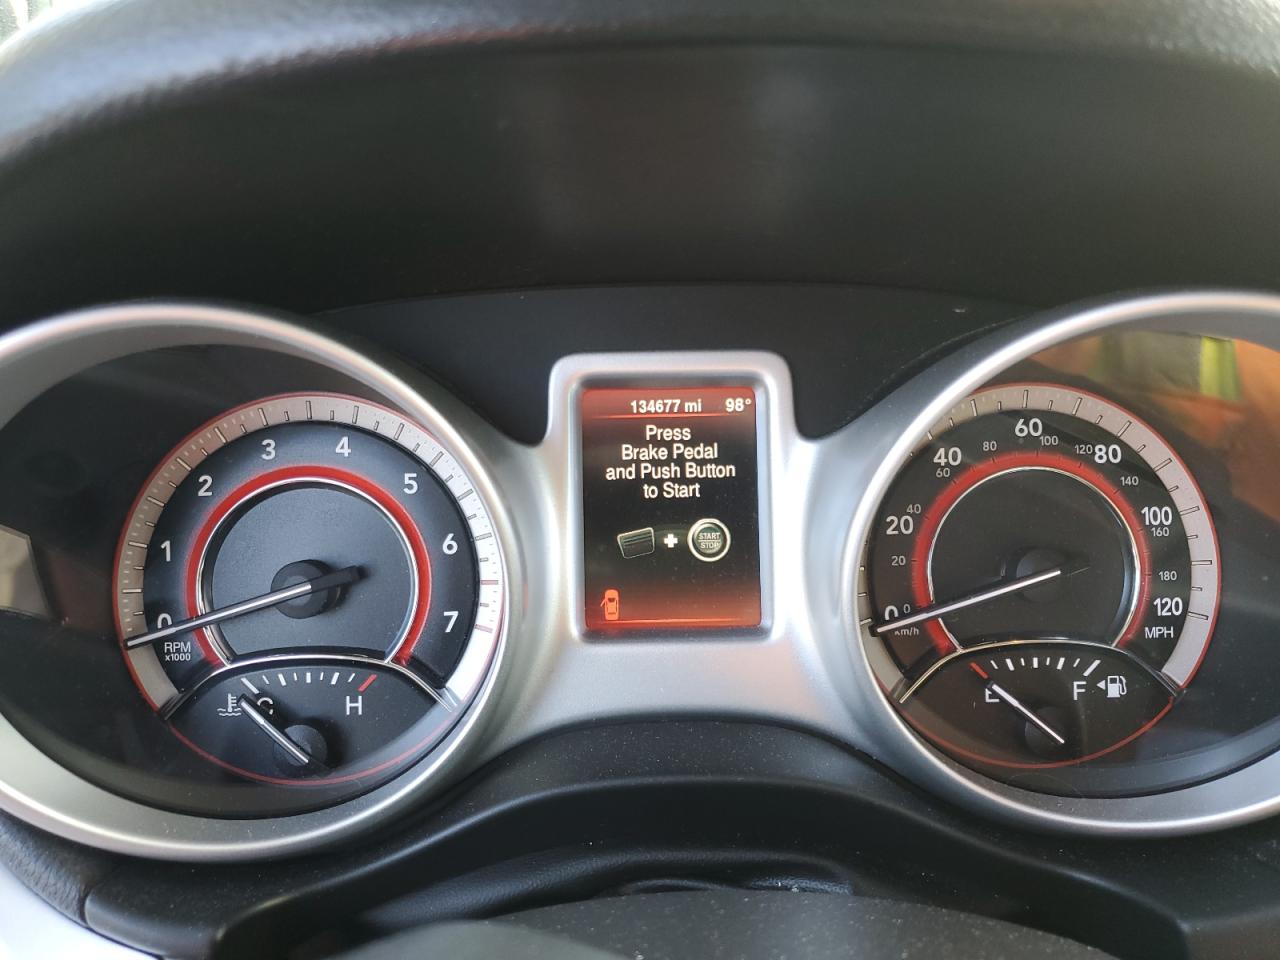 134677 mi 98°
Press
Brake Pedal
and Push Button
to Start
START
STOP
0
1
2
3
4
5
6
7
RPM
x1000
C
H
0
20
40
60
80
100
120
MPH
0
20
40
60
80
100
120
140
160
180
km/h
E
F